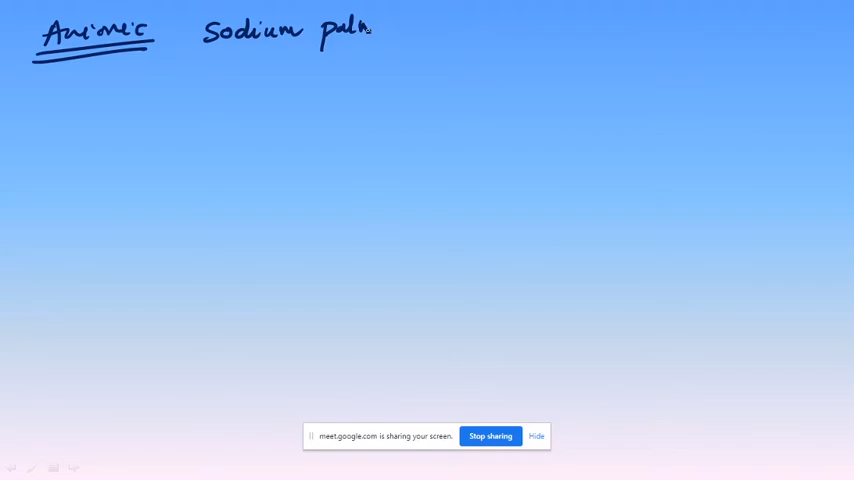 Anionic Sodium palm
meet.google.com is sharing your screen. Stop sharing Hide